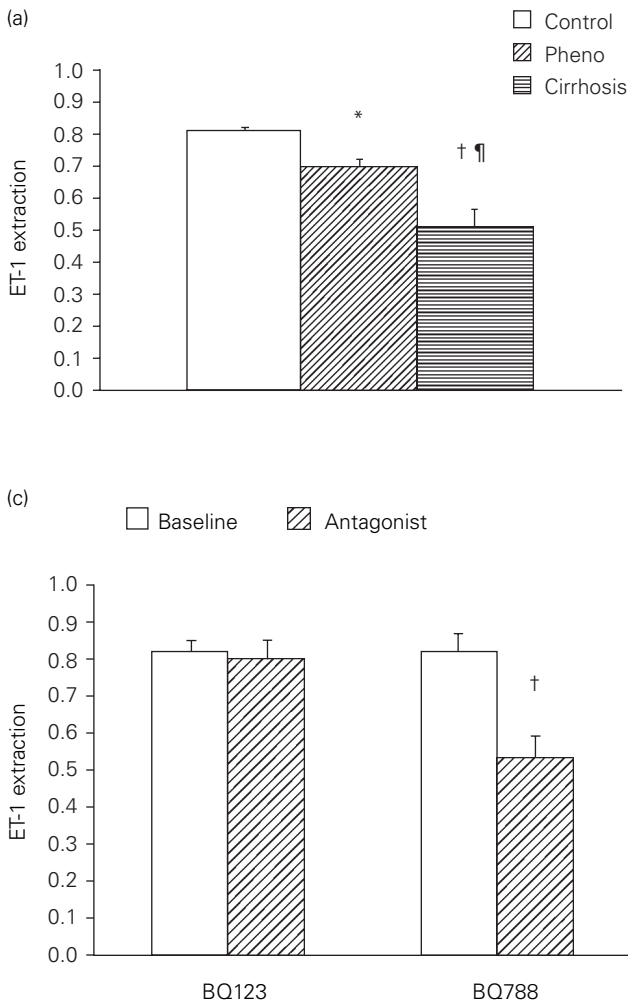 (a)
Control
Pheno
Cirrhosis
1.0
0.9
0.8
0.7
0.6
0.5
0.4
0.3
0.2
0.1
0.0
ET-1 extraction
*
† ¶
(c)
Baseline Antagonist
1.0
0.9
0.8
0.7
0.6
0.5
0.4
0.3
0.2
0.1
0.0
ET-1 extraction
†
BQ123 BQ788